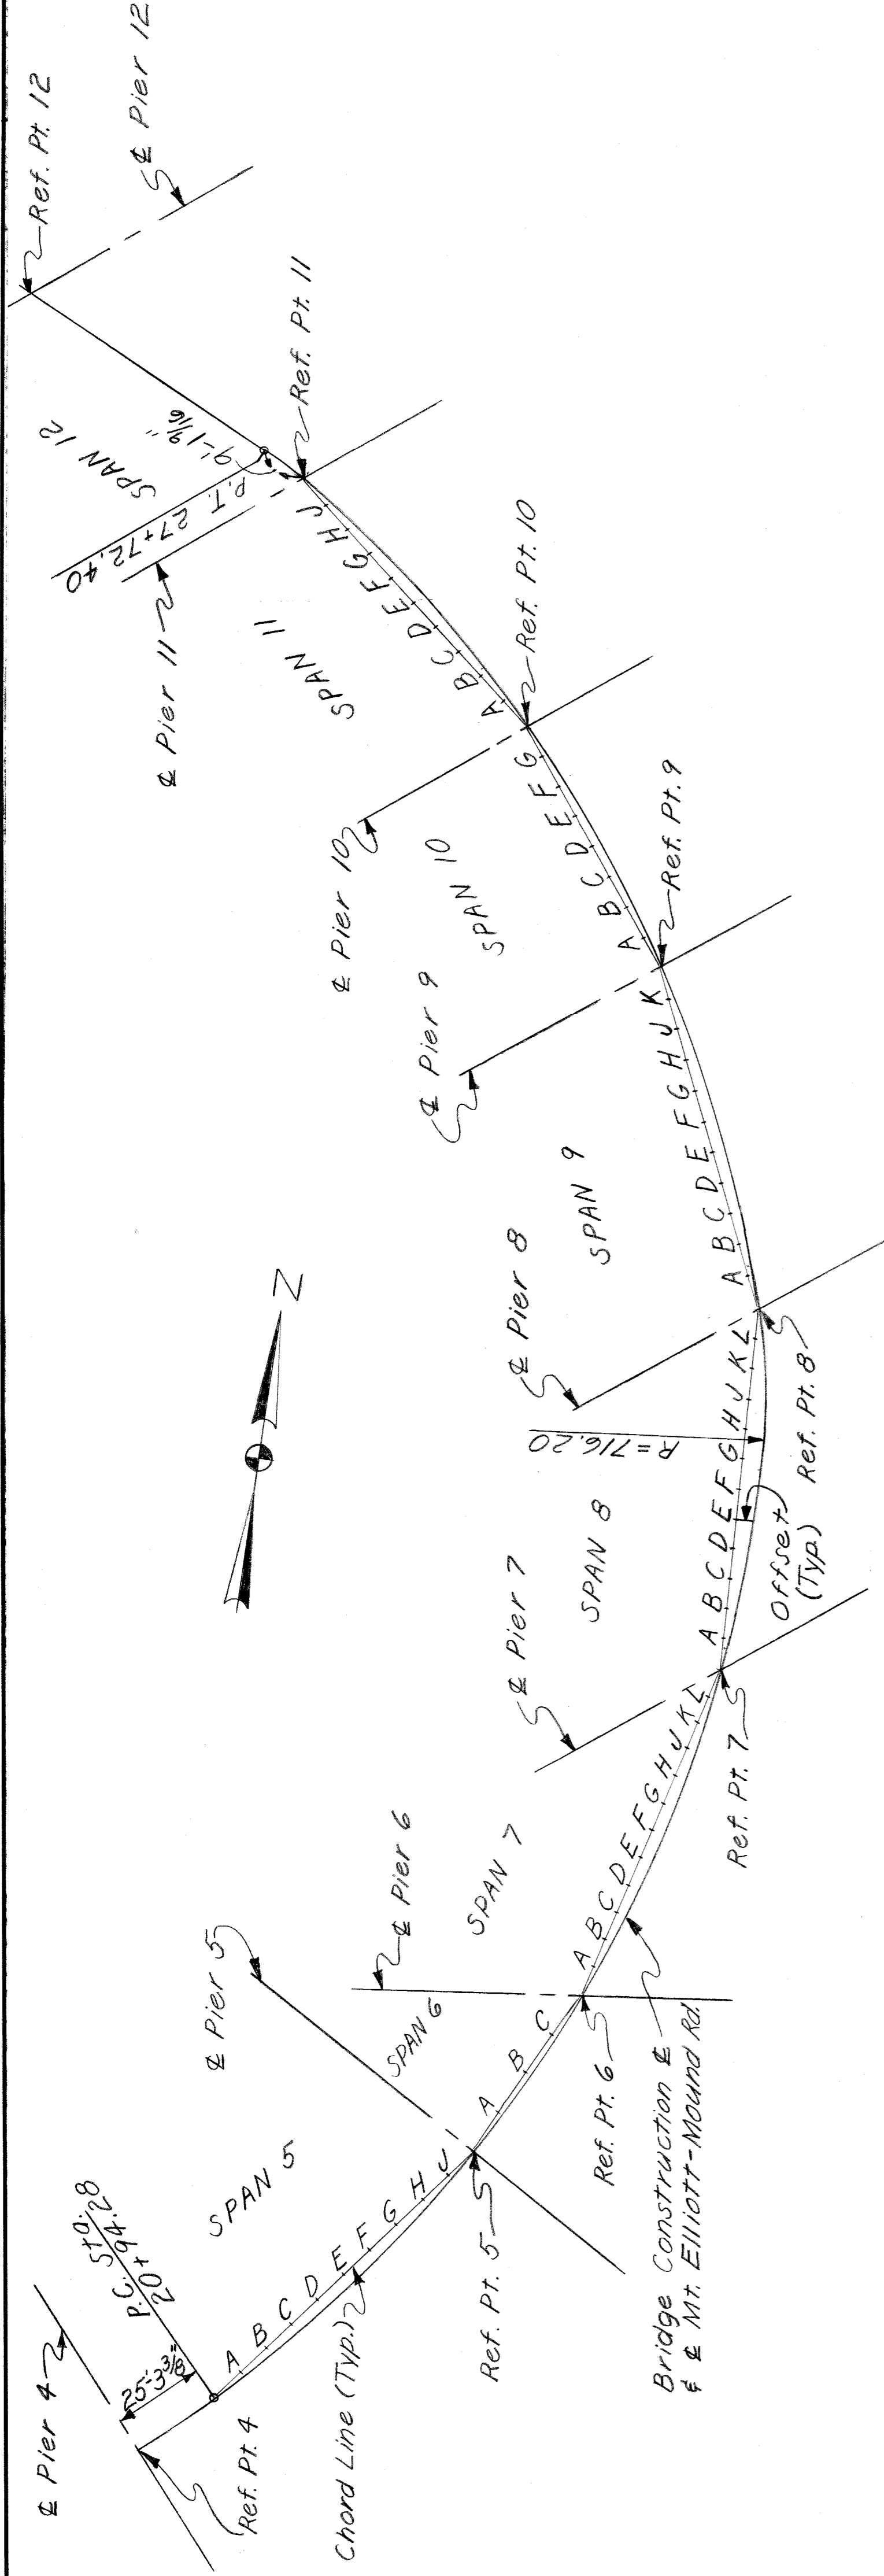 ℄ Pier 4
25'-3 3/8"
P.C. Sta.
20+94.28
Ref. Pt. 4
SPAN 5
A B C D E F G H J
Chord Line (Typ.)
℄ Pier 5
Ref. Pt. 5
SPAN 6
A B C
℄ Pier 6
Ref. Pt. 6
Bridge Construction ℄
& ℄ Mt. Elliott-Mound Rd.
SPAN 7
A B C D E F G H J K L
℄ Pier 7
Ref. Pt. 7
SPAN 8
A B C D E F G H J K L
Offset
(Typ.)
R=716.20
N
℄ Pier 8
Ref. Pt. 8
SPAN 9
A B C D E F G H J K
℄ Pier 9
Ref. Pt. 9
SPAN 10
A B C D E F G
℄ Pier 10
Ref. Pt. 10
SPAN 11
A B C D E F G H J
℄ Pier 11
Ref. Pt. 11
P.T. 27+72.40
9'-1 9/16"
SPAN 12
Ref. Pt. 12
℄ Pier 12